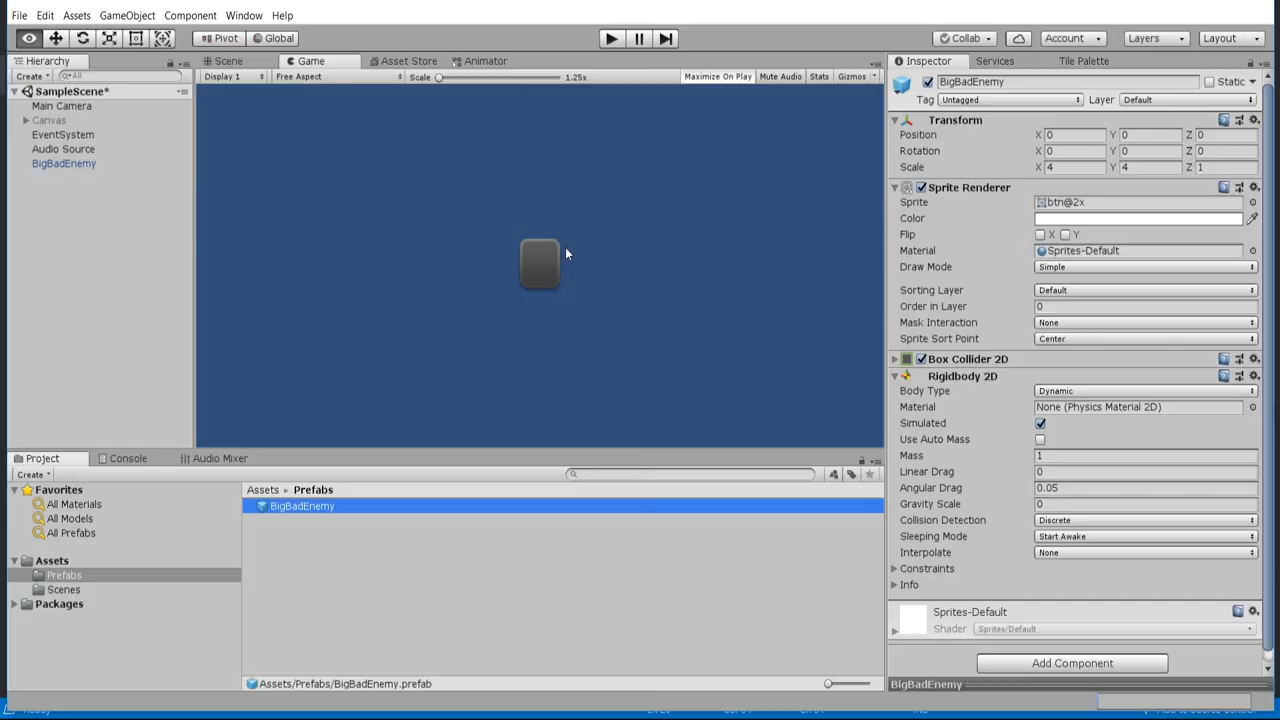 File Edit Assets GameObject Component Window Help
Pivot Global Collab Account Layers Layout
Hierarchy
Create All
SampleScene*
Main Camera
Canvas
EventSystem
Audio Source
BigBadEnemy
Scene Game Asset Store Animator
Display 1 Free Aspect Scale 1.25x Maximize On Play Mute Audio Stats Gizmos
Project Console Audio Mixer
Create
Favorites
All Materials
All Models
All Prefabs
Assets
Prefabs
Scenes
Packages
Assets Prefabs
BigBadEnemy
Assets/Prefabs/BigBadEnemy.prefab
Inspector Services Tile Palette
BigBadEnemy Static
Tag Untagged Layer Default
Transform
Position X 0 Y 0 Z 0
Rotation X 0 Y 0 Z 0
Scale X 4 Y 4 Z 1
Sprite Renderer
Sprite btn@2x
Color
Flip X Y
Material Sprites-Default
Draw Mode Simple
Sorting Layer Default
Order in Layer 0
Mask Interaction None
Sprite Sort Point Center
Box Collider 2D
Rigidbody 2D
Body Type Dynamic
Material None (Physics Material 2D)
Simulated
Use Auto Mass
Mass 1
Linear Drag 0
Angular Drag 0.05
Gravity Scale 0
Collision Detection Discrete
Sleeping Mode Start Awake
Interpolate None
Constraints
Info
Sprites-Default
Shader Sprites/Default
Add Component
BigBadEnemy